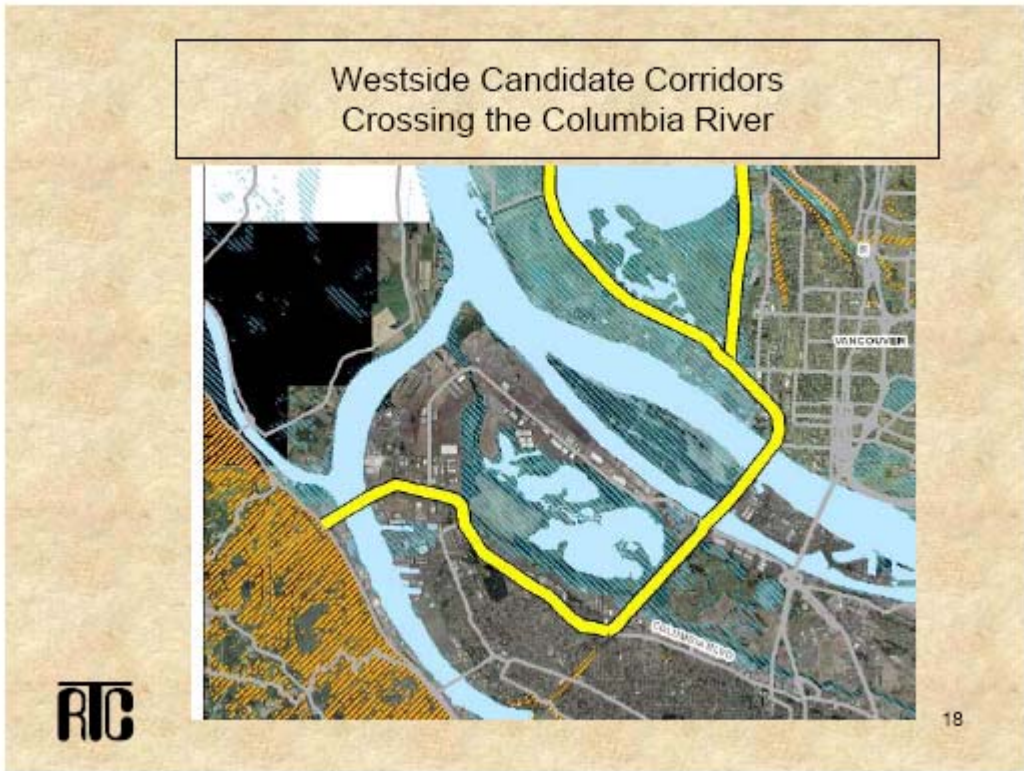 Westside Candidate Corridors
Crossing the Columbia River
VANCOUVER
COLUMBIA BLVD
RTC
18